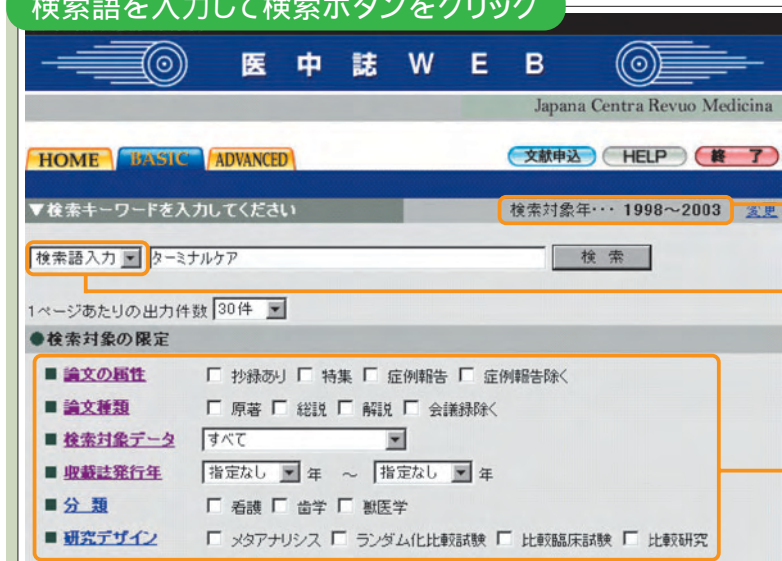 検索語を入力して検索ボタンをクリック
医中誌WEB
Japana Centra Revuo Medicina
HOME BASIC ADVANCED 文献申込 HELP 終 了
▼検索キーワードを入力してください 検索対象年・・・ 1998〜2003 変更
検索語入力 ターミナルケア 検 索
1ページあたりの出力件数 30件
●検索対象の限定
■ 論文の属性 抄録あり 特集 症例報告 症例報告除く
■ 論文種類 原著 総説 解説 会議録除く
■ 検索対象データ すべて
■ 収載誌発行年 指定なし 年 〜 指定なし 年
■ 分 類 看護 歯学 獣医学
■ 研究デザイン メタアナリシス ランダム化比較試験 比較臨床試験 比較研究